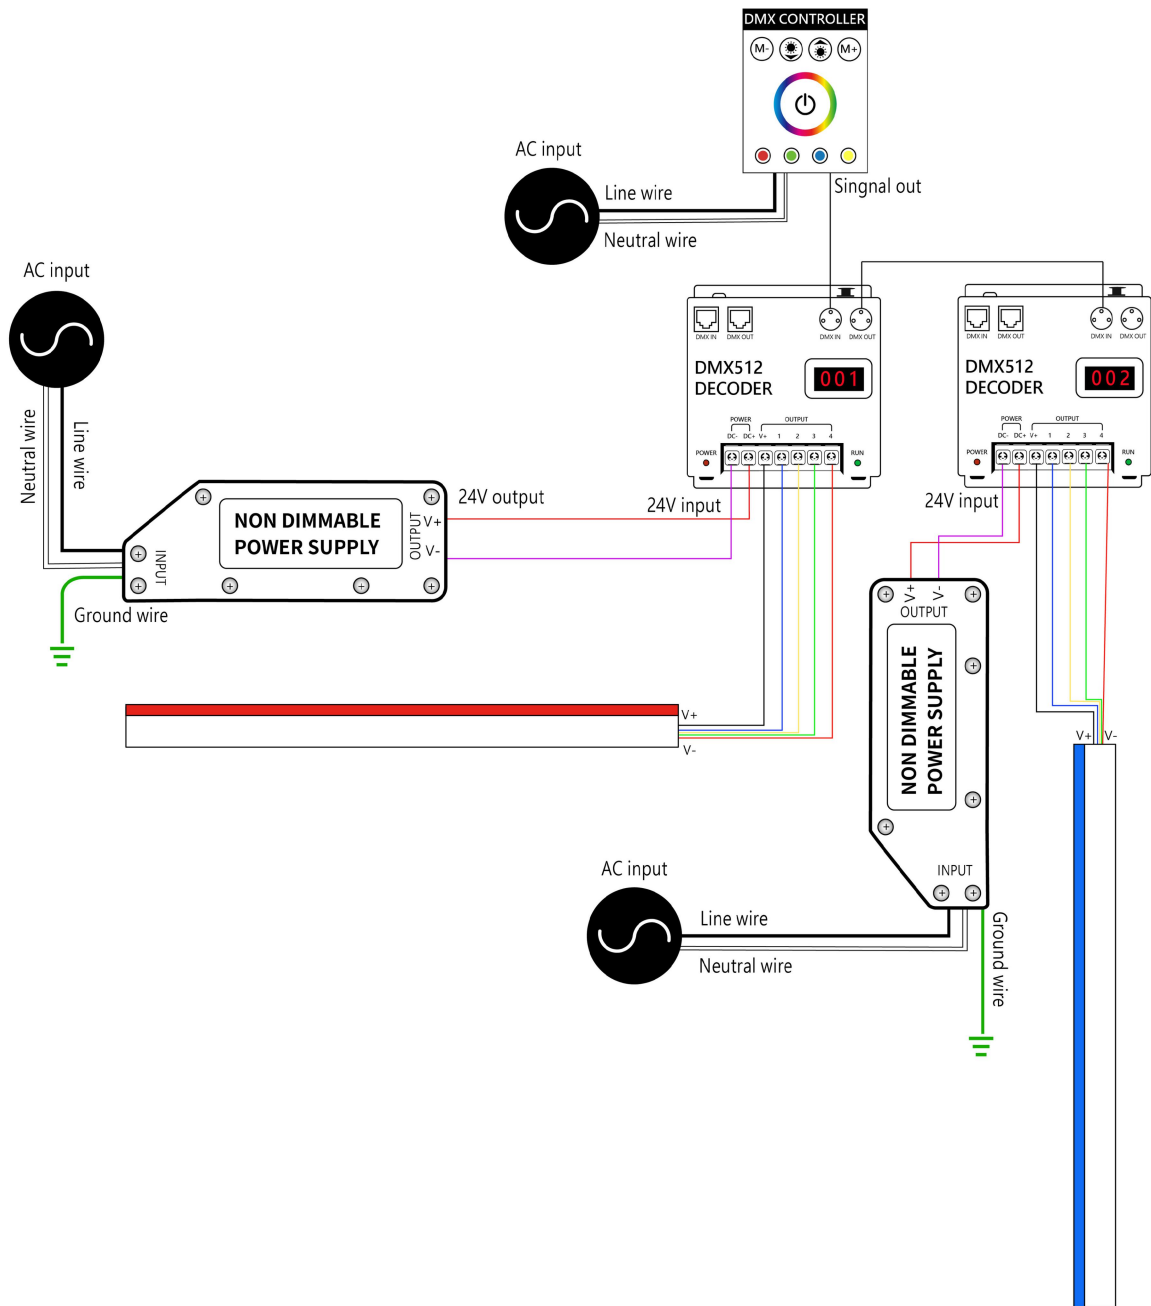 DMX CONTROLLER
M-
M+
AC input
Line wire
Neutral wire
Singnal out
AC input
Neutral wire
Line wire
DMX IN
DMX OUT
DMX IN
DMX OUT
DMX512
DECODER
001
POWER
OUTPUT
DC-
DC+
V+
1
2
3
4
POWER
RUN
DMX IN
DMX OUT
DMX IN
DMX OUT
DMX512
DECODER
002
POWER
OUTPUT
DC-
DC+
V+
1
2
3
4
POWER
RUN
24V output
24V input
24V input
INPUT
NON DIMMABLE
POWER SUPPLY
OUTPUT
V+
V-
Ground wire
V+
V-
V+
V-
OUTPUT
NON DIMMABLE
POWER SUPPLY
INPUT
V+
V-
AC input
Line wire
Neutral wire
Ground wire